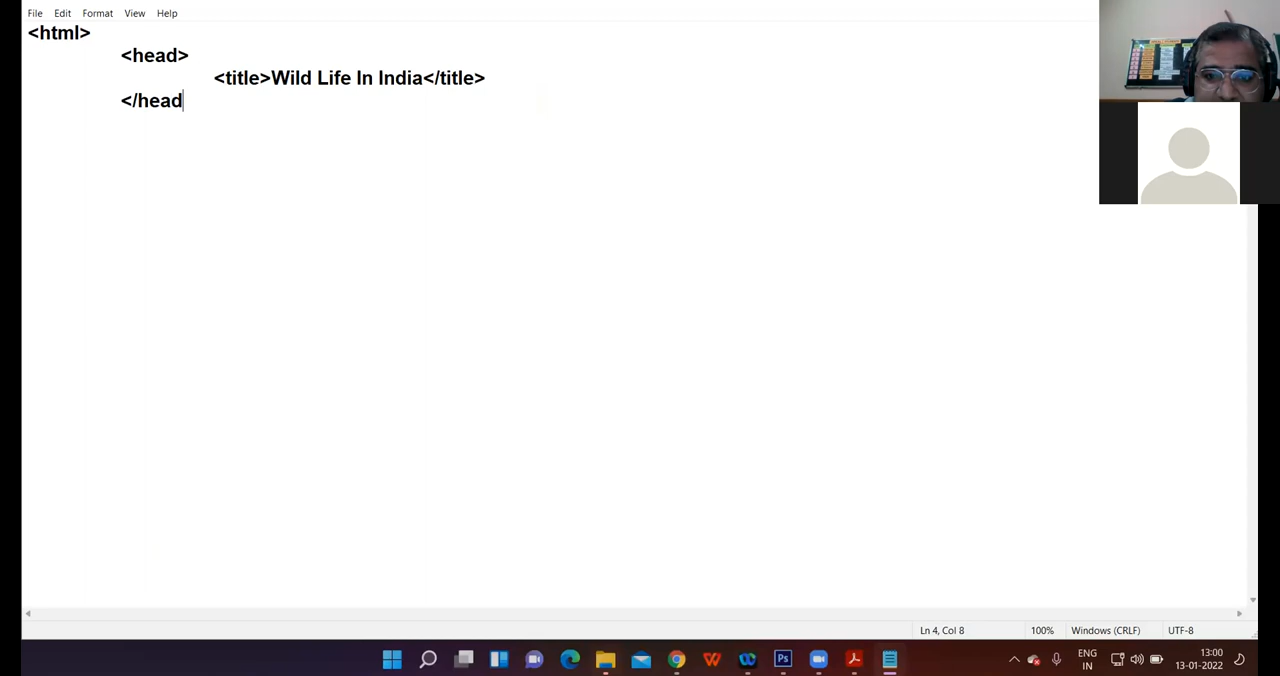 File Edit Format View Help
<html>
<head>
<title>Wild Life In India</title>
</head
Ln 4, Col 8 100% Windows (CRLF) UTF-8
ENG 13:00
IN 13-01-2022